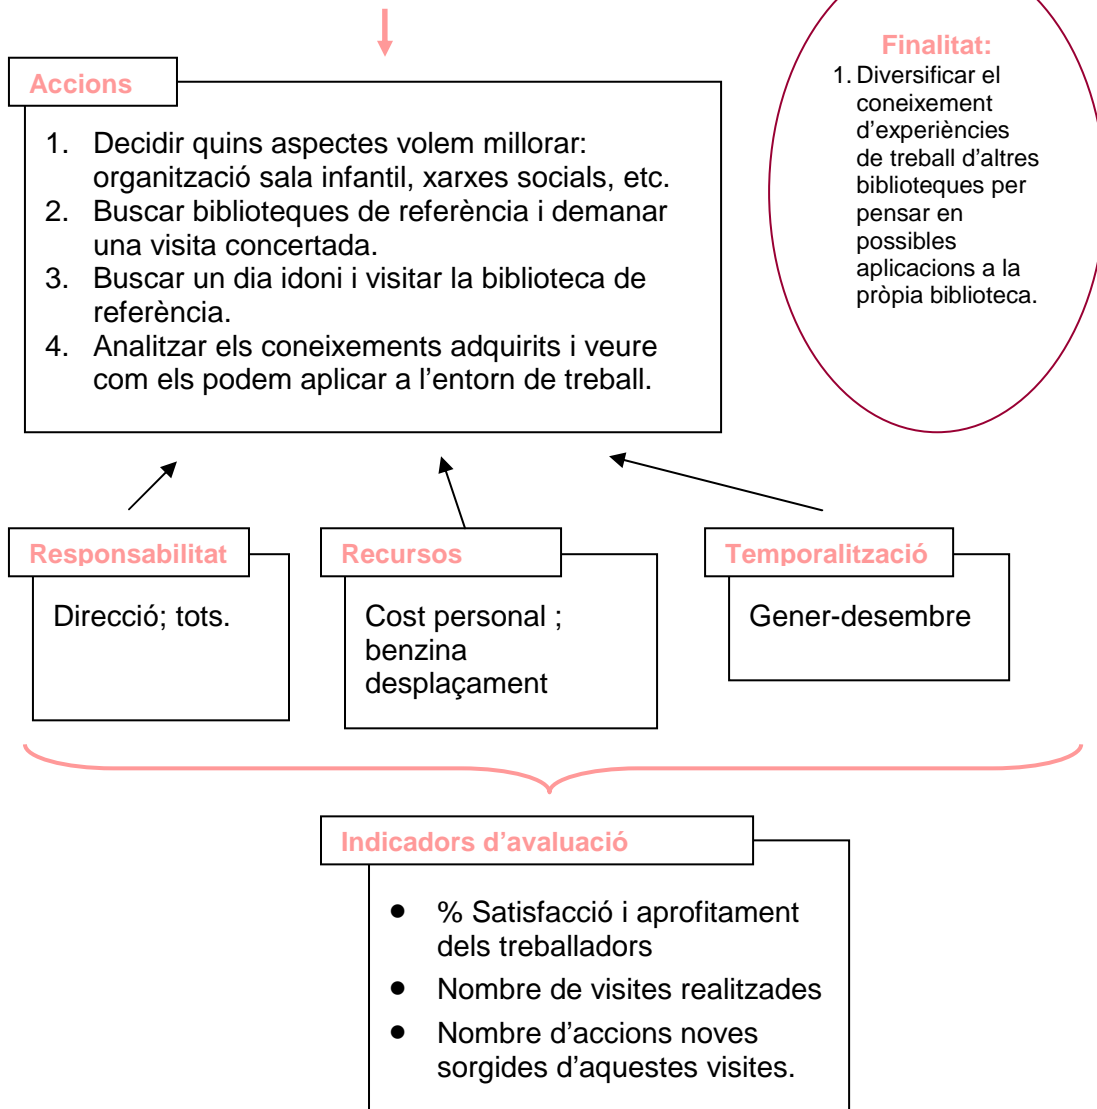 Finalitat:
1. Diversificar el
coneixement
d’experiències
de treball d’altres
biblioteques per
pensar en
possibles
aplicacions a la
pròpia biblioteca.
Accions
1. Decidir quins aspectes volem millorar:
organització sala infantil, xarxes socials, etc.
2. Buscar biblioteques de referència i demanar
una visita concertada.
3. Buscar un dia idoni i visitar la biblioteca de
referència.
4. Analitzar els coneixements adquirits i veure
com els podem aplicar a l’entorn de treball.
Responsabilitat
Direcció; tots.
Recursos
Cost personal ;
benzina
desplaçament
Temporalització
Gener-desembre
Indicadors d’avaluació
● % Satisfacció i aprofitament
dels treballadors
● Nombre de visites realitzades
● Nombre d’accions noves
sorgides d’aquestes visites.